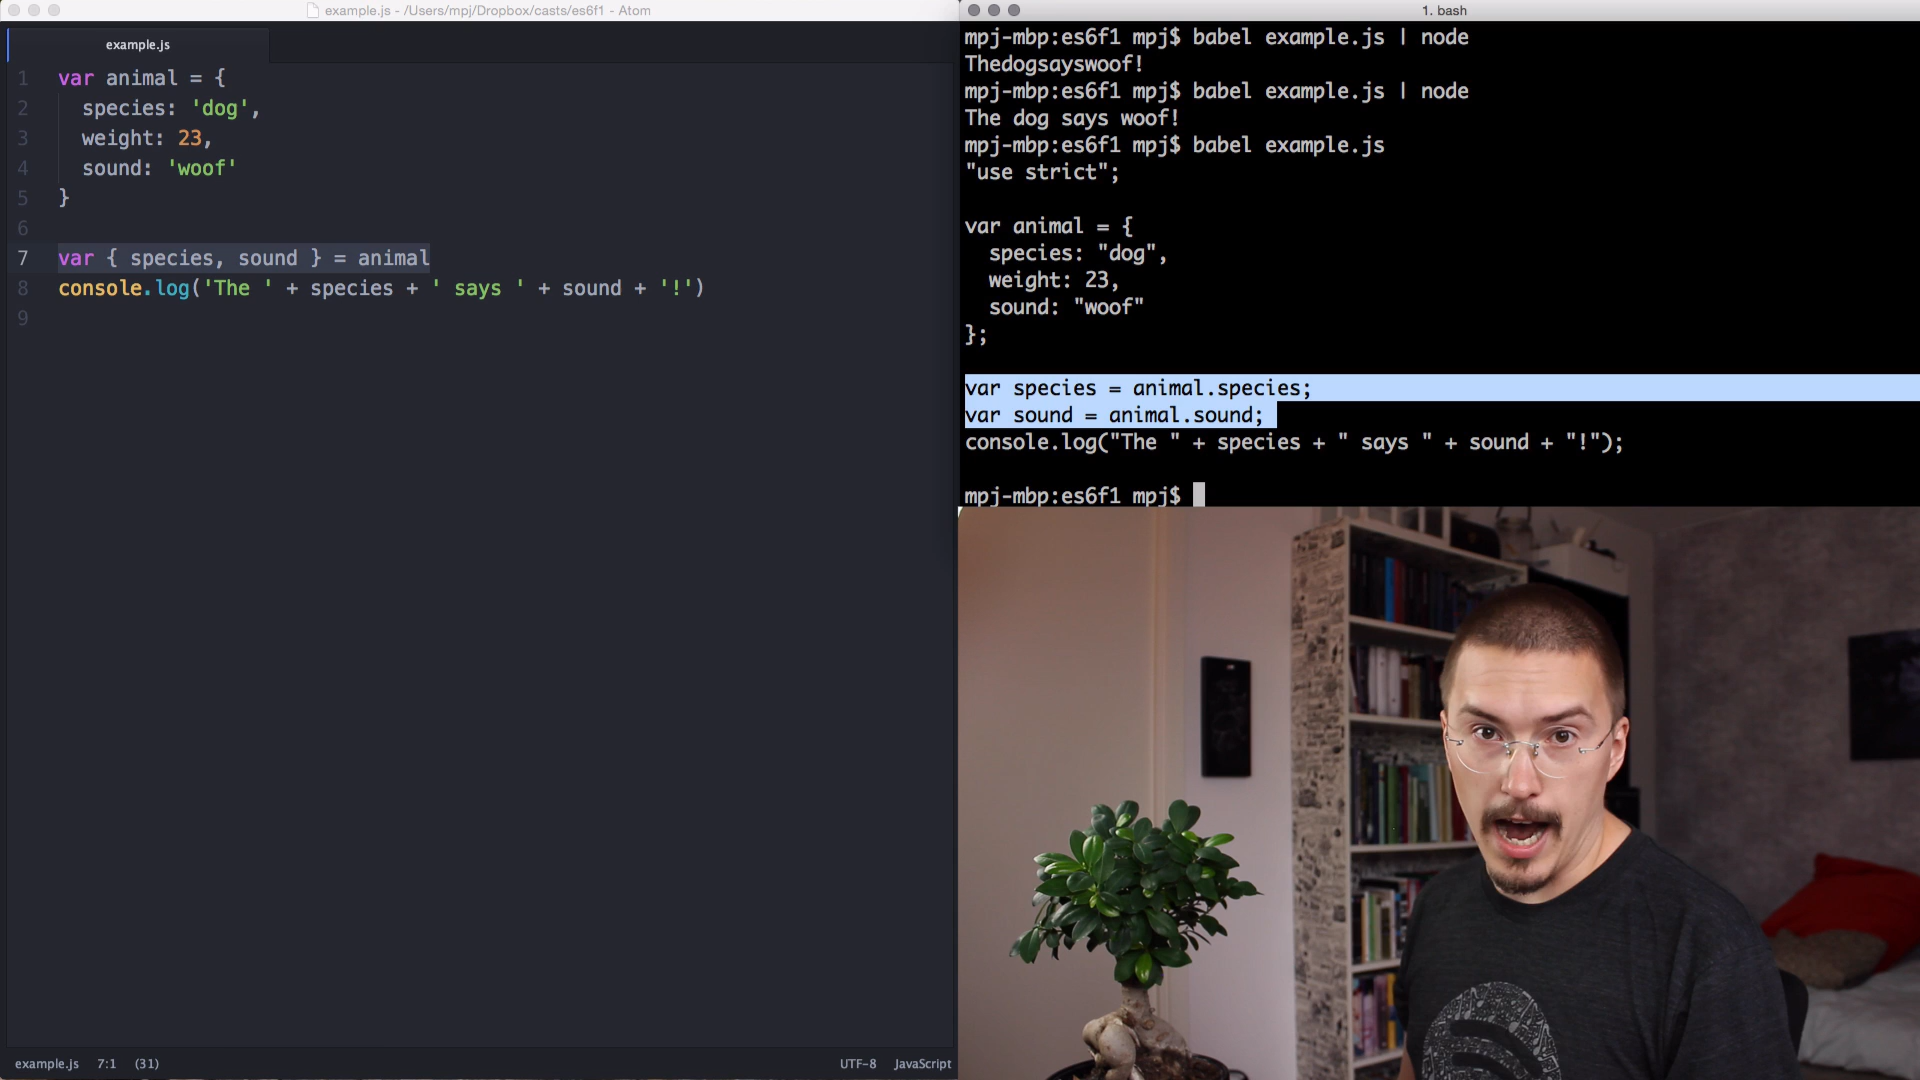 example.js - /Users/mpj/Dropbox/casts/es6f1 - Atom
example.js
1 var animal = {
2 species: 'dog',
3 weight: 23,
4 sound: 'woof'
5 }
6
7 var { species, sound } = animal
8 console.log('The ' + species + ' says ' + sound + '!')
9
example.js 7:1 (31) UTF-8 JavaScript
1. bash
mpj-mbp:es6f1 mpj$ babel example.js | node
Thedogsayswoof!
mpj-mbp:es6f1 mpj$ babel example.js | node
The dog says woof!
mpj-mbp:es6f1 mpj$ babel example.js
"use strict";
var animal = {
species: "dog",
weight: 23,
sound: "woof"
};
var species = animal.species;
var sound = animal.sound;
console.log("The " + species + " says " + sound + "!");
mpj-mbp:es6f1 mpj$